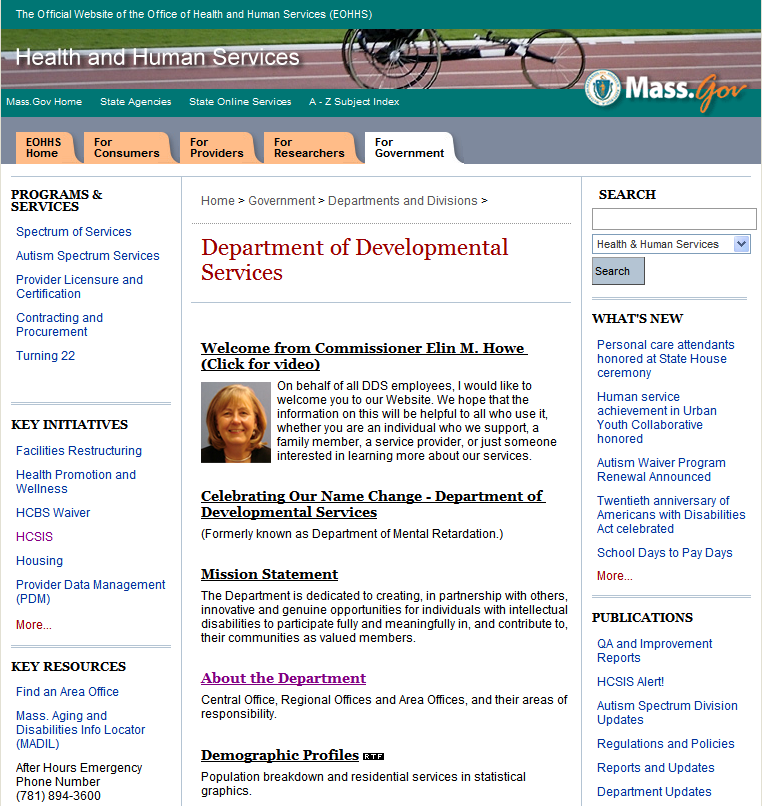 The Official Website of the Office of Health and Human Services (EOHHS)
Health and Human Services
Mass.Gov
Mass.Gov Home State Agencies State Online Services A - Z Subject Index
EOHHS
Home
For
Consumers
For
Providers
For
Researchers
For
Government
PROGRAMS &
SERVICES
Spectrum of Services
Autism Spectrum Services
Provider Licensure and
Certification
Contracting and
Procurement
Turning 22
KEY INITIATIVES
Facilities Restructuring
Health Promotion and
Wellness
HCBS Waiver
HCSIS
Housing
Provider Data Management
(PDM)
More...
KEY RESOURCES
Find an Area Office
Mass. Aging and
Disabilities Info Locator
(MADIL)
After Hours Emergency
Phone Number
(781) 894-3600
Home > Government > Departments and Divisions >
Department of Developmental
Services
Welcome from Commissioner Elin M. Howe
(Click for video)
On behalf of all DDS employees, I would like to
welcome you to our Website. We hope that the
information on this will be helpful to all who use it,
whether you are an individual who we support, a
family member, a service provider, or just someone
interested in learning more about our services.
Celebrating Our Name Change - Department of
Developmental Services
(Formerly known as Department of Mental Retardation.)
Mission Statement
The Department is dedicated to creating, in partnership with others,
innovative and genuine opportunities for individuals with intellectual
disabilities to participate fully and meaningfully in, and contribute to,
their communities as valued members.
About the Department
Central Office, Regional Offices and Area Offices, and their areas of
responsibility.
Demographic Profiles RTF
Population breakdown and residential services in statistical
graphics.
SEARCH
Health & Human Services
Search
WHAT'S NEW
Personal care attendants
honored at State House
ceremony
Human service
achievement in Urban
Youth Collaborative
honored
Autism Waiver Program
Renewal Announced
Twentieth anniversary of
Americans with Disabilities
Act celebrated
School Days to Pay Days
More...
PUBLICATIONS
QA and Improvement
Reports
HCSIS Alert!
Autism Spectrum Division
Updates
Regulations and Policies
Reports and Updates
Department Updates